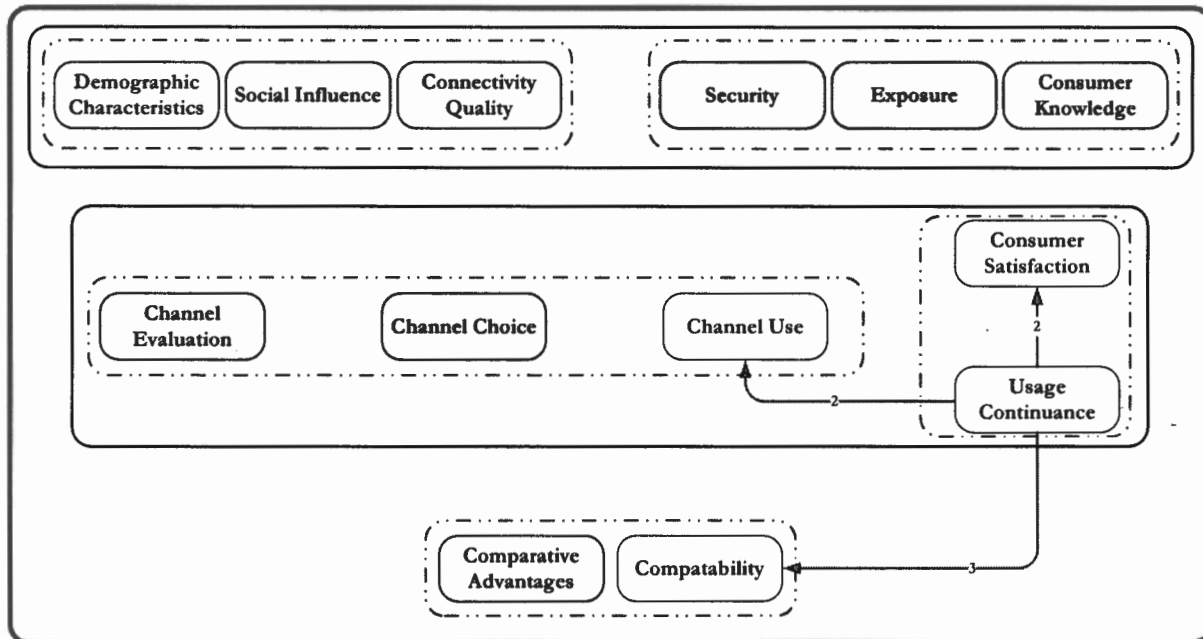 Demographic
Characteristics
Social Influence
Connectivity
Quality
Security
Exposure
Consumer
Knowledge
Consumer
Satisfaction
Channel
Evaluation
Channel Choice
Channel Use
2
2
Usage
Continuance
Comparative
Advantages
Compatability
3